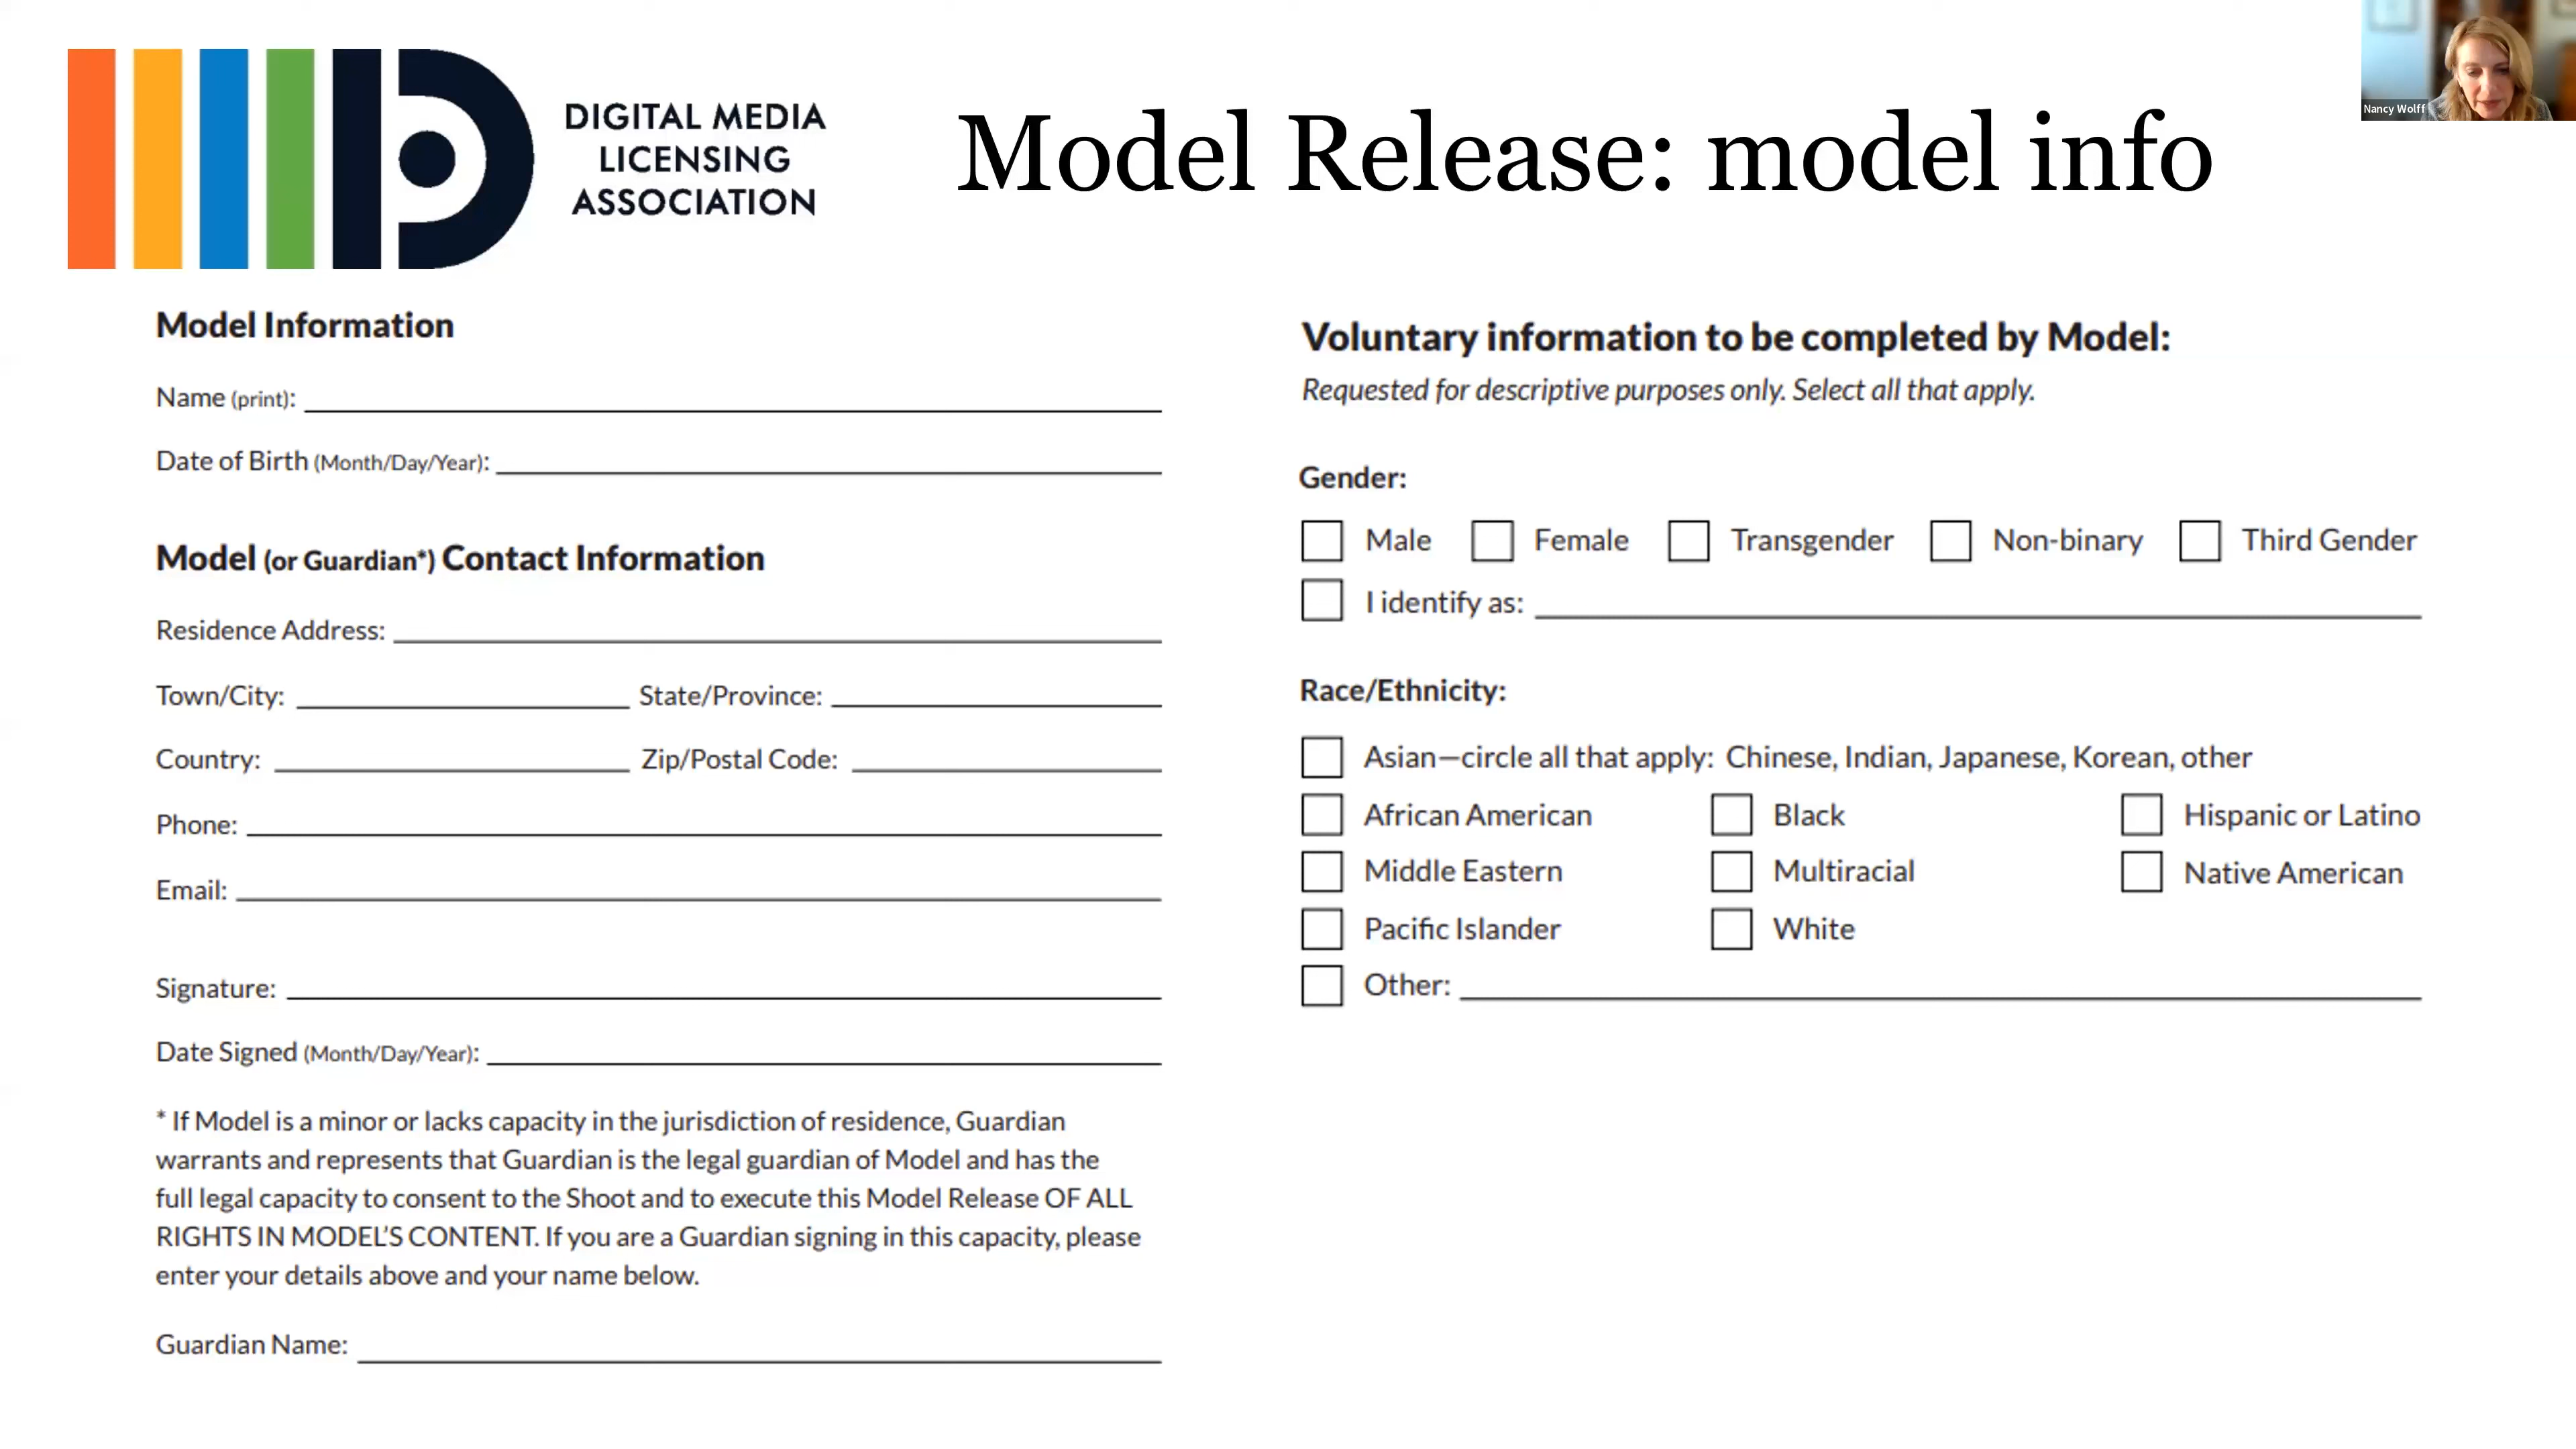 DIGITAL MEDIA
LICENSING
ASSOCIATION
Model Release: model info
Nancy Wolff
Model Information
Name (print):
Date of Birth (Month/Day/Year):
Model (or Guardian*) Contact Information
Residence Address:
Town/City: State/Province:
Country: Zip/Postal Code:
Phone:
Email:
Signature:
Date Signed (Month/Day/Year):
* If Model is a minor or lacks capacity in the jurisdiction of residence, Guardian
warrants and represents that Guardian is the legal guardian of Model and has the
full legal capacity to consent to the Shoot and to execute this Model Release OF ALL
RIGHTS IN MODEL'S CONTENT. If you are a Guardian signing in this capacity, please
enter your details above and your name below.
Guardian Name:
Voluntary information to be completed by Model:
Requested for descriptive purposes only. Select all that apply.
Gender:
Male Female Transgender Non-binary Third Gender
I identify as:
Race/Ethnicity:
Asian—circle all that apply: Chinese, Indian, Japanese, Korean, other
African American Black Hispanic or Latino
Middle Eastern Multiracial Native American
Pacific Islander White
Other: